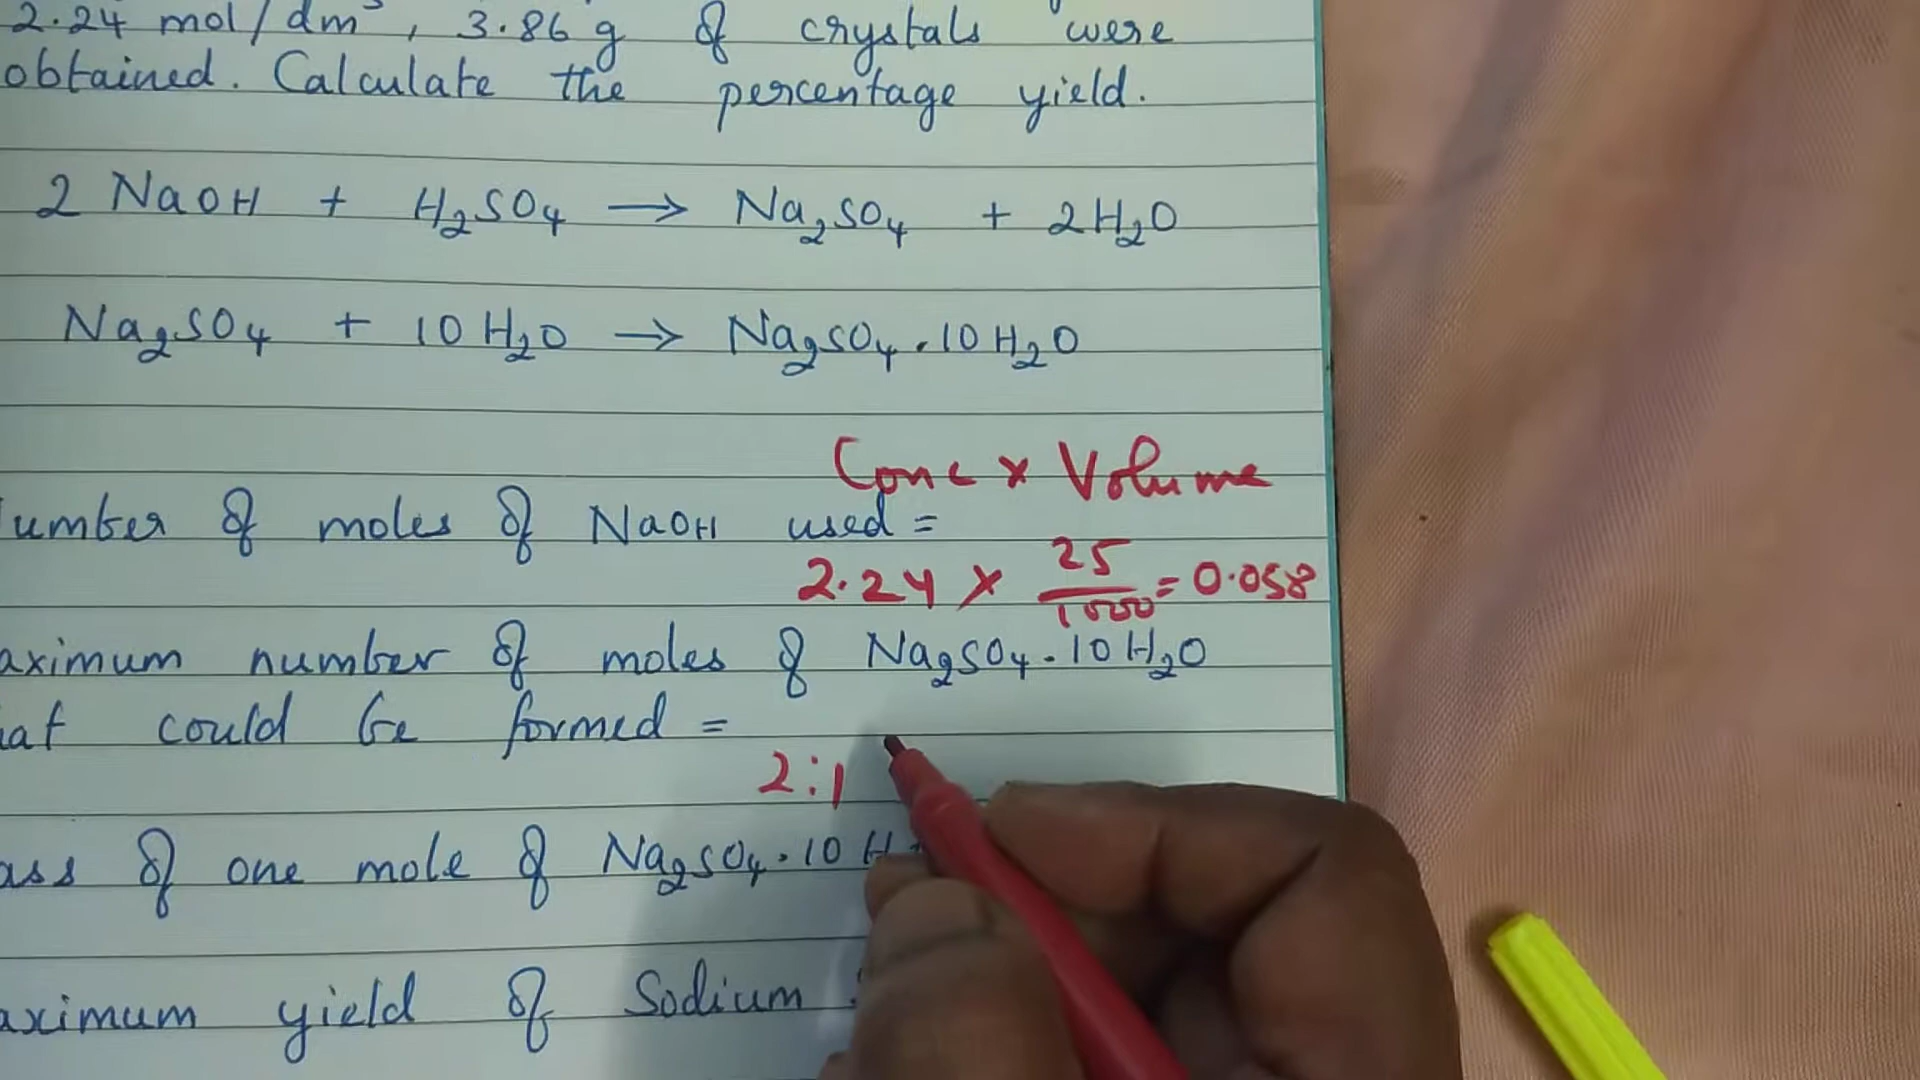 2.24 mol/dm³, 3.86 g of crystals were
obtained. Calculate the percentage yield.
2 NaOH + H₂SO₄ → Na₂SO₄ + 2H₂O
Na₂SO₄ + 10 H₂O → Na₂SO₄.10 H₂O
Conc x Volume
umber of moles of NaOH used =
2.24 x 25/1000 = 0.058
aximum number of moles of Na₂SO₄.10 H₂O
at could be formed =
2:1
ass of one mole of Na₂SO₄.10 H
aximum yield of Sodium